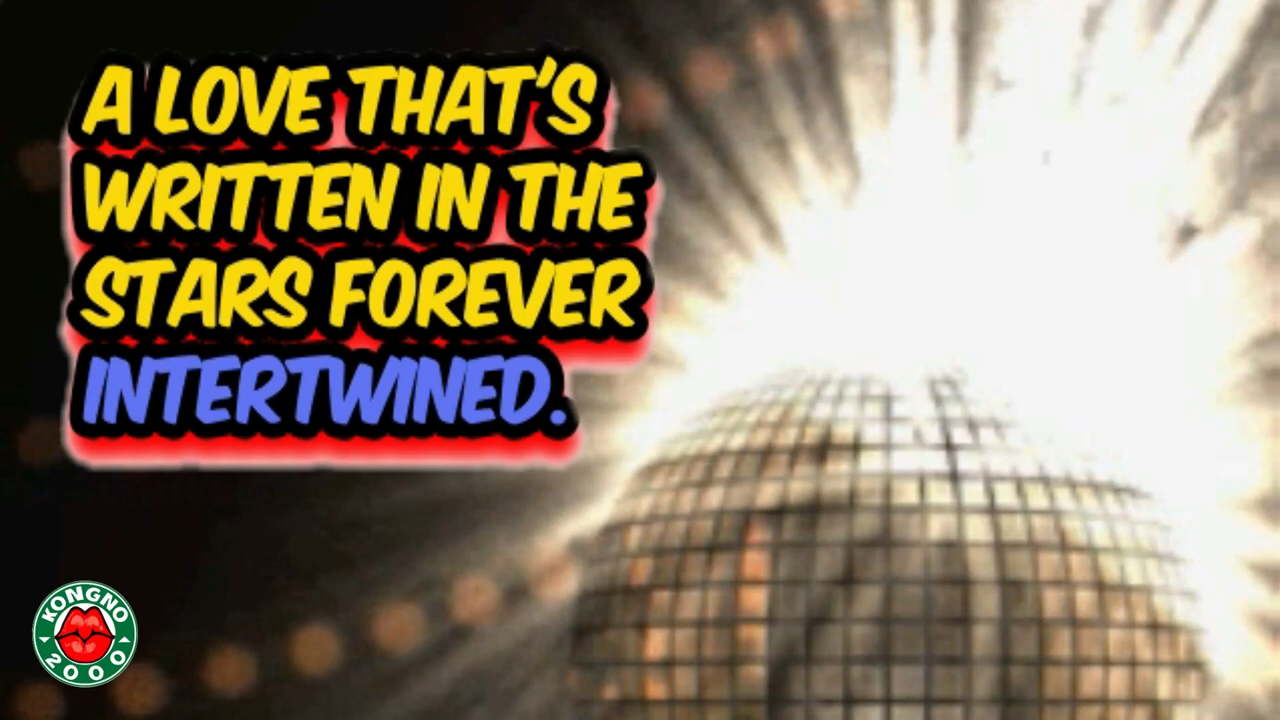 A LOVE THAT'S
WRITTEN IN THE
STARS FOREVER
INTERTWINED.
KONGNO
2000